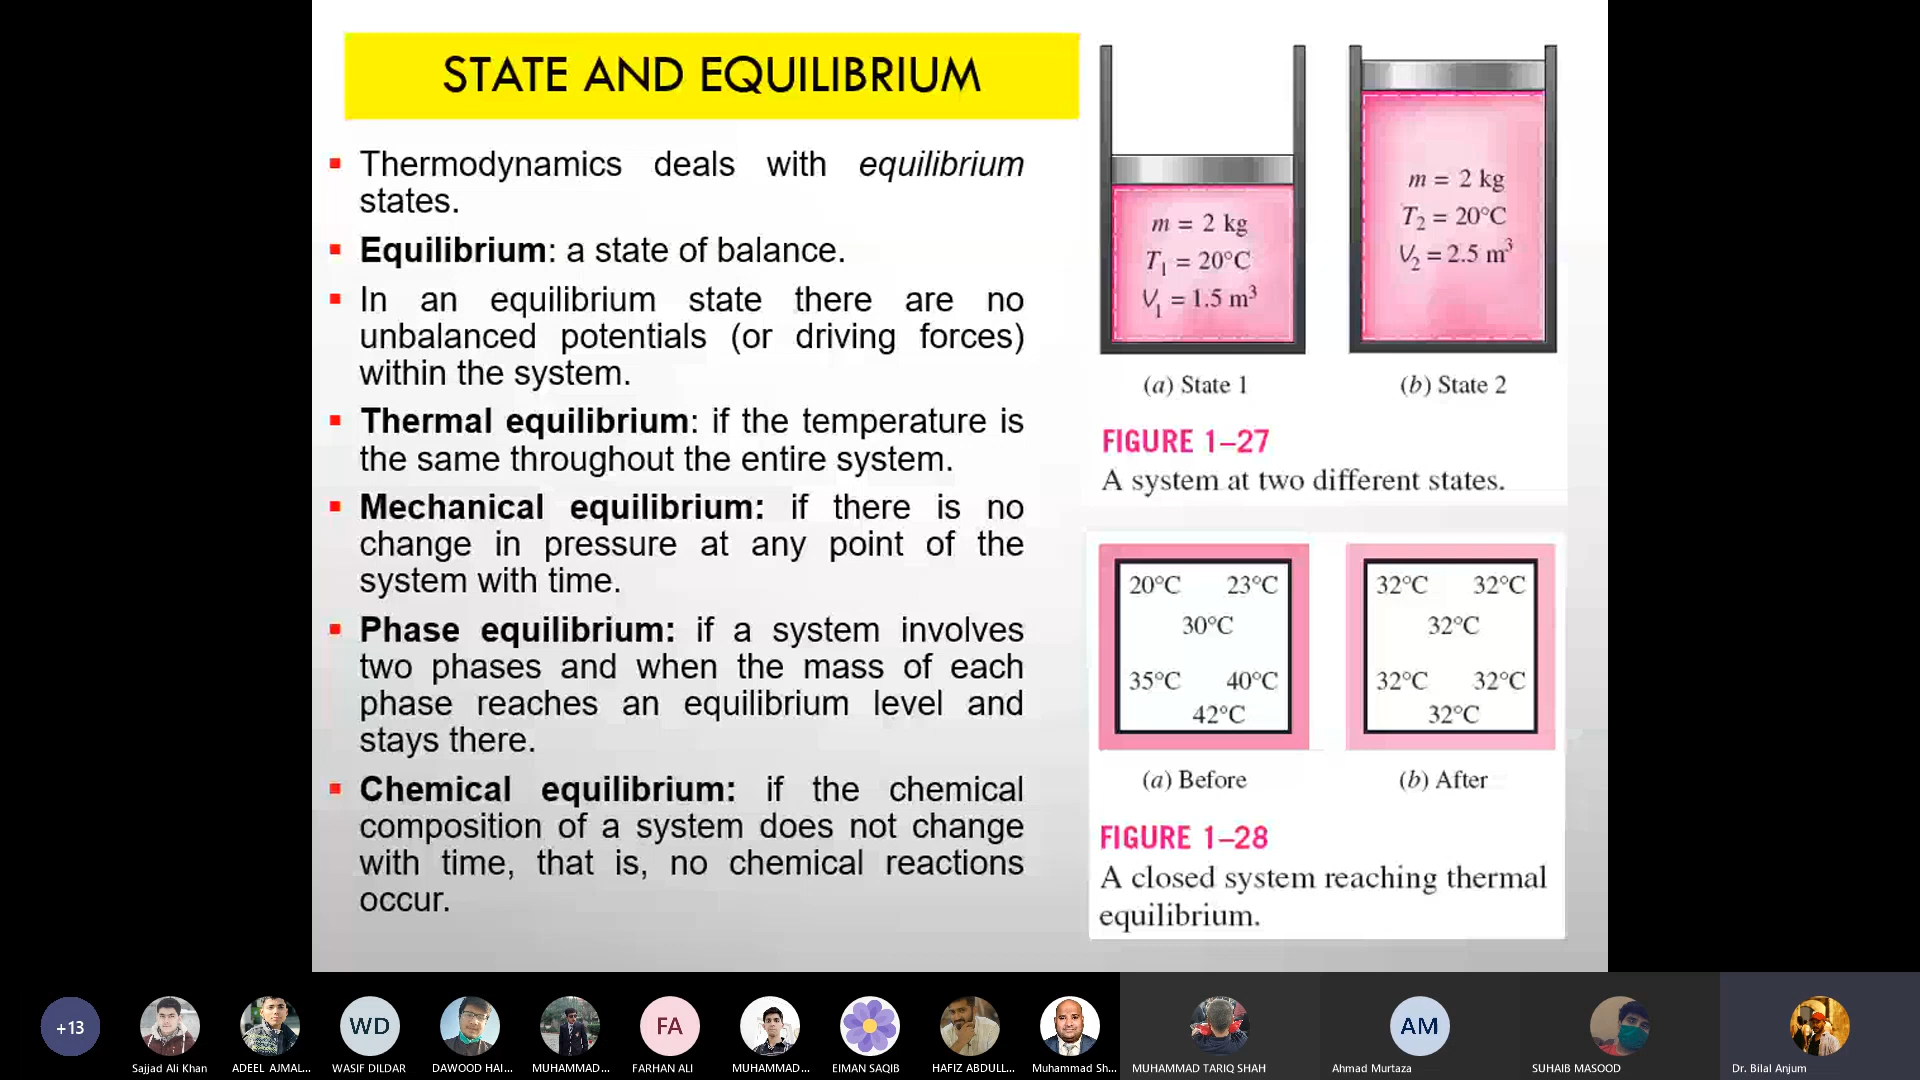 STATE AND EQUILIBRIUM
Thermodynamics deals with equilibrium
states.
Equilibrium: a state of balance.
In an equilibrium state there are no
unbalanced potentials (or driving forces)
within the system.
Thermal equilibrium: if the temperature is
the same throughout the entire system.
Mechanical equilibrium: if there is no
change in pressure at any point of the
system with time.
Phase equilibrium: if a system involves
two phases and when the mass of each
phase reaches an equilibrium level and
stays there.
Chemical equilibrium: if the chemical
composition of a system does not change
with time, that is, no chemical reactions
occur.
m = 2 kg
T₁ = 20°C
V₁ = 1.5 m³
(a) State 1
m = 2 kg
T₂ = 20°C
V₂ = 2.5 m³
(b) State 2
FIGURE 1–27
A system at two different states.
20°C 23°C
30°C
35°C 40°C
42°C
(a) Before
32°C 32°C
32°C
32°C 32°C
32°C
(b) After
FIGURE 1–28
A closed system reaching thermal
equilibrium.
+13
Sajjad Ali Khan
ADEEL AJMAL...
WD
WASIF DILDAR
DAWOOD HAI...
MUHAMMAD...
FA
FARHAN ALI
MUHAMMAD...
EIMAN SAQIB
HAFIZ ABDULL...
Muhammad Sh...
MUHAMMAD TARIQ SHAH
AM
Ahmad Murtaza
SUHAIB MASOOD
Dr. Bilal Anjum